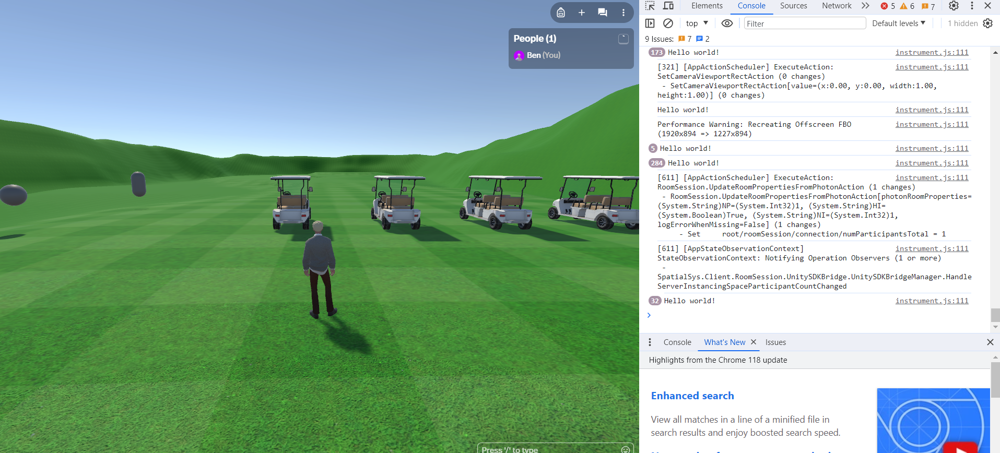 People (1)
Ben (You)
Press '/' to type
Elements Console Sources Network 5 6 7
top Filter Default levels 1 hidden
9 Issues: 7 2
173 Hello world! instrument.js:111
[321] [AppActionScheduler] ExecuteAction: instrument.js:111
SetCameraViewportRectAction (0 changes)
- SetCameraViewportRectAction[value=(x:0.00, y:0.00, width:1.00,
height:1.00)] (0 changes)
Hello world! instrument.js:111
Performance Warning: Recreating Offscreen FBO instrument.js:111
(1920x894 => 1227x894)
5 Hello world! instrument.js:111
284 Hello world! instrument.js:111
[611] [AppActionScheduler] ExecuteAction: instrument.js:111
RoomSession.UpdateRoomPropertiesFromPhotonAction (1 changes)
- RoomSession.UpdateRoomPropertiesFromPhotonAction[photonRoomProperties=
(System.String)NP=(System.Int32)1, (System.String)HI=
(System.Boolean)True, (System.String)NI=(System.Int32)1,
logErrorWhenMissing=False] (1 changes)
- Set root/roomSession/connection/numParticipantsTotal = 1
[611] [AppStateObservationContext] instrument.js:111
StateObservationContext: Notifying Operation Observers (1 or more)
-
SpatialSys.Client.RoomSession.UnitySDKBridge.UnitySDKBridgeManager.Handle
ServerInstancingSpaceParticipantCountChanged
32 Hello world! instrument.js:111
Console What's New Issues
Highlights from the Chrome 118 update
Enhanced search
View all matches in a line of a minified file in
search results and enjoy boosted search speed.